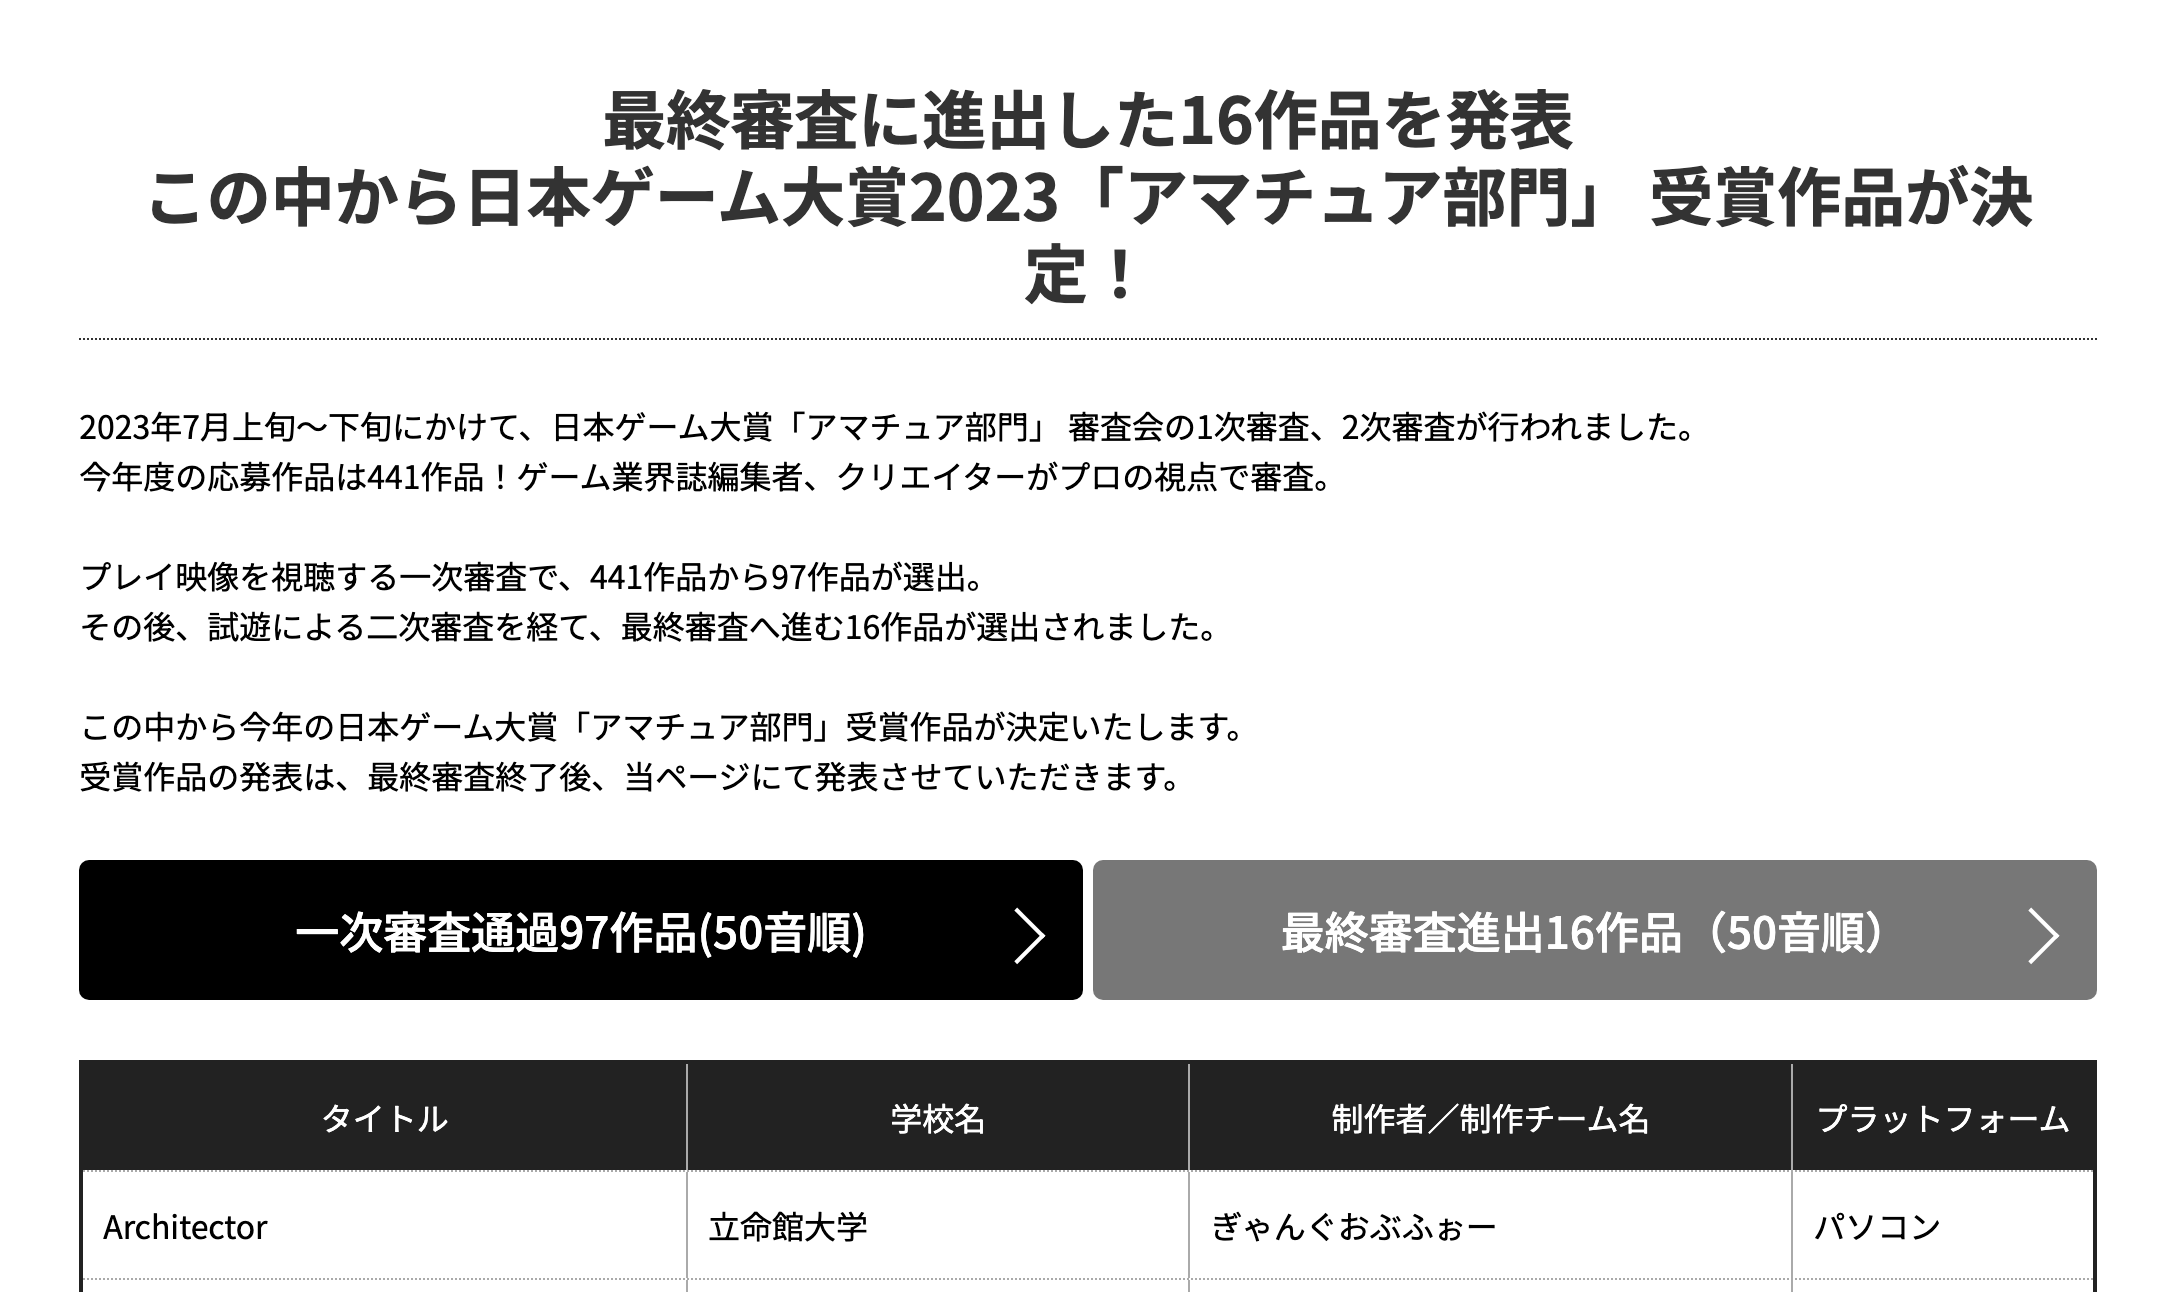 最終審査に進出した16作品を発表
この中から日本ゲーム大賞2023「アマチュア部門」 受賞作品が決
定！
2023年7月上旬～下旬にかけて、日本ゲーム大賞「アマチュア部門」 審査会の1次審査、2次審査が行われました。
今年度の応募作品は441作品！ゲーム業界誌編集者、クリエイターがプロの視点で審査。
プレイ映像を視聴する一次審査で、441作品から97作品が選出。
その後、試遊による二次審査を経て、最終審査へ進む16作品が選出されました。
この中から今年の日本ゲーム大賞「アマチュア部門」受賞作品が決定いたします。
受賞作品の発表は、最終審査終了後、当ページにて発表させていただきます。
一次審査通過97作品(50音順)
最終審査進出16作品（50音順）
タイトル 学校名 制作者／制作チーム名 プラットフォーム
Architector 立命館大学 ぎゃんぐおぶふぉー パソコン